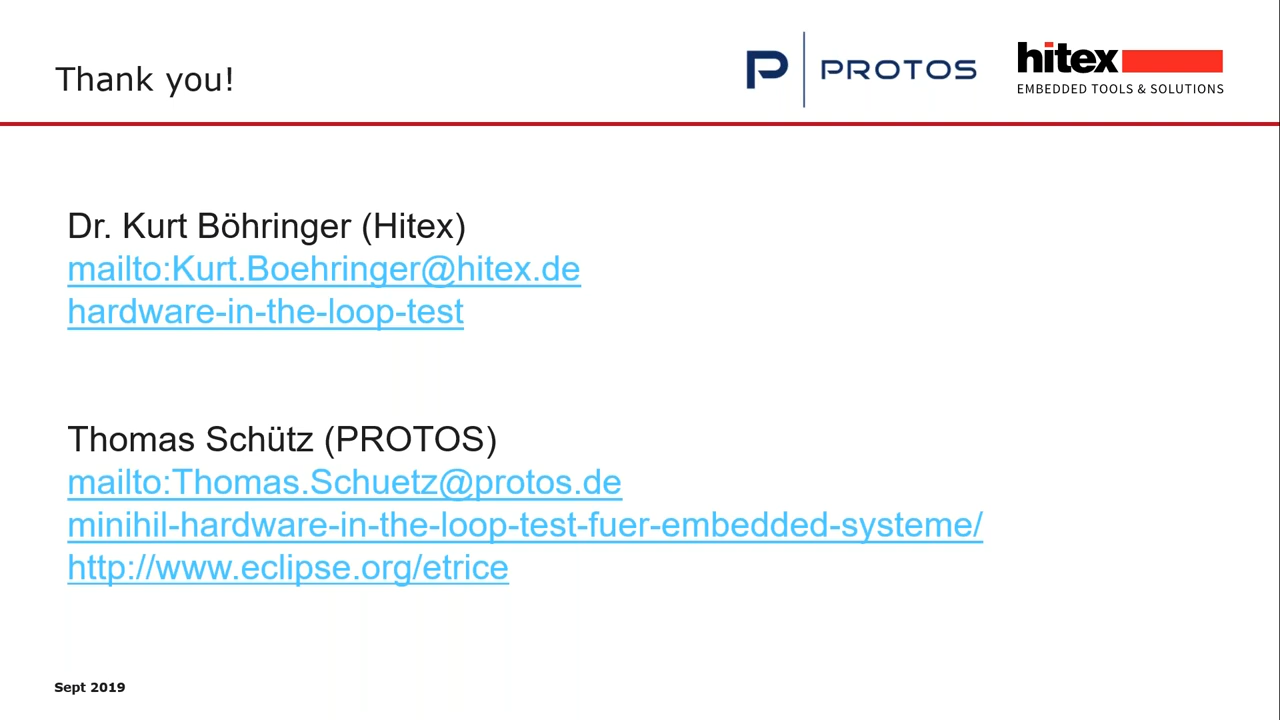 Thank you!
P PROTOS
hitex
EMBEDDED TOOLS & SOLUTIONS
Dr. Kurt Böhringer (Hitex)
mailto:Kurt.Boehringer@hitex.de
hardware-in-the-loop-test
Thomas Schütz (PROTOS)
mailto:Thomas.Schuetz@protos.de
minihil-hardware-in-the-loop-test-fuer-embedded-systeme/
http://www.eclipse.org/etrice
Sept 2019